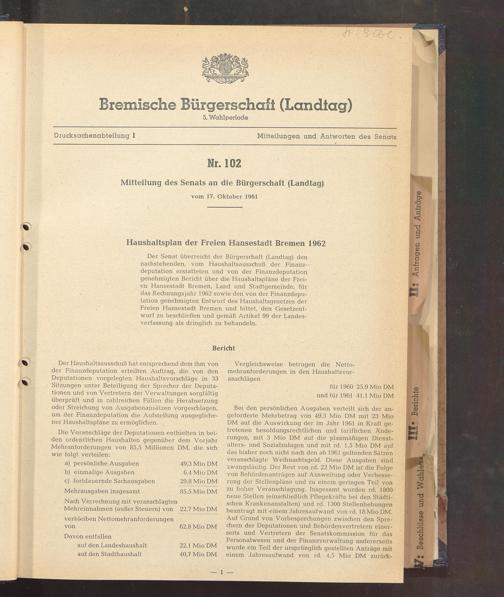 Bremische Bürgerschaft (Landtag)
5. Wahlperiode
Drucksachenabteilung I
Mitteilungen und Antworten des Senats
Nr. 102
Mitteilung des Senats an die Bürgerschaft (Landtag)
vom 17. Oktober 1961
Haushaltsplan der Freien Hansestadt Bremen 1962
Der Senat überreicht der Bürgerschaft (Landtag) den
nachstehenden, vom Haushaltsausschuß der Finanz-
deputation erstatteten und von der Finanzdeputation
genehmigten Bericht über die Haushaltspläne der Frei-
en Hansestadt Bremen, Land und Stadtgemeinde, für
das Rechnungsjahr 1962 sowie den von der Finanzdepu-
tation genehmigten Entwurf des Haushaltsgesetzes der
Freien Hansestadt Bremen und bittet, den Gesetzent-
wurf zu beschließen und gemäß Artikel 99 der Landes-
verfassung als dringlich zu behandeln.
Bericht
Der Haushaltsausschuß hat entsprechend dem ihm von
der Finanzdeputation erteilten Auftrag, die von den
Deputationen vorgelegten Haushaltsvorschläge in 33
Sitzungen unter Beteiligung der Sprecher der Deputa-
tionen und von Vertretern der Verwaltungen sorgfältig
überprüft und in zahlreichen Fällen die Herabsetzung
oder Streichung von Ausgabenansätzen vorgeschlagen,
um der Finanzdeputation die Aufstellung ausgegliche-
ner Haushaltspläne zu ermöglichen.
Die Voranschläge der Deputationen enthielten in bei-
den ordentlichen Haushalten gegenüber dem Vorjahr
Mehranforderungen von 85,5 Millionen DM, die sich
wie folgt verteilen:
a) persönliche Ausgaben 49,3 Mio DM
b) einmalige Ausgaben 6,4 Mio DM
c) fortdauernde Sachausgaben 29,8 Mio DM
Mehrausgaben insgesamt 85,5 Mio DM
Nach Verrechnung mit veranschlagten
Mehreinnahmen (außer Steuern) von 22,7 Mio DM
verbleiben Nettomehranforderungen
von 62,8 Mio DM
Davon entfallen
auf den Landeshaushalt 22,1 Mio DM
auf den Stadthaushalt 40,7 Mio DM
Vergleichsweise betrugen die Netto-
mehranforderungen in den Haushaltsvor-
anschlägen
für 1960 25,9 Mio DM
und für 1961 41,1 Mio DM
Bei den persönlichen Ausgaben verteilt sich der an-
geforderte Mehrbetrag von 49,3 Mio DM mit 23 Mio
DM auf die Auswirkung der im Jahr 1961 in Kraft ge-
tretenen besoldungsrechtlichen und tariflichen Ände-
rungen, mit 3 Mio DM auf die planmäßigen Dienst-
alters- und Sozialzulagen und mit rd. 1,5 Mio DM auf
das bisher noch nicht nach den ab 1961 geltenden Sätzen
veranschlagte Weihnachtsgeld. Diese Ausgaben sind
zwangsläufig. Der Rest von rd. 22 Mio DM ist die Folge
von Behördenanträgen auf Ausweitung oder Verbesse-
rung der Stellenpläne und zu einem geringen Teil von
zu hoher Veranschlagung. Insgesamt wurden rd. 1000
neue Stellen (einschließlich Pflegekräfte bei den Städti-
schen Krankenanstalten) und rd. 1300 Stellenhebungen
beantragt mit einem Jahresaufwand von rd. 18 Mio DM.
Auf Grund von Vorbesprechungen zwischen den Spre-
chern der Deputationen und Behördenvertretern einer-
seits und Vertretern der Senatskommission für das
Personalwesen und der Finanzverwaltung andererseits
wurde ein Teil der ursprünglich gestellten Anträge mit
einem Jahresaufwand von rd. 4,5 Mio DM zurück-
— 1 —
II: Anfragen und Anträge
III: Berichte
V: Beschlüsse und Wahlen